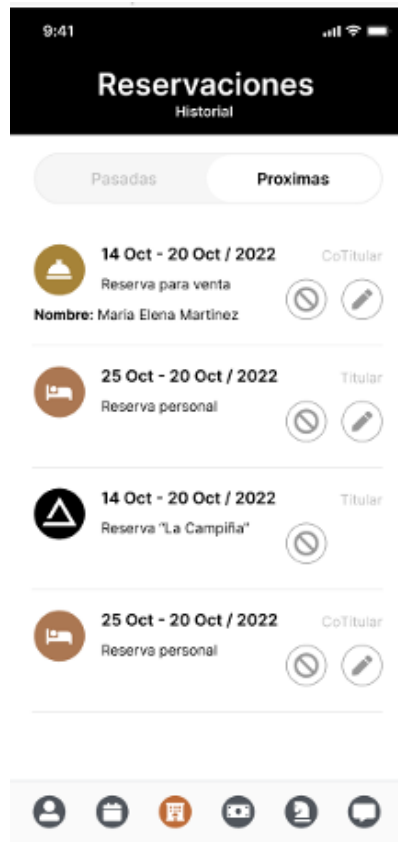 9:41
Reservaciones
Historial
Pasadas
Proximas
14 Oct - 20 Oct / 2022
CoTitular
Reserva para venta
Nombre: Maria Elena Martinez
25 Oct - 20 Oct / 2022
Titular
Reserva personal
14 Oct - 20 Oct / 2022
Titular
Reserva "La Campiña"
25 Oct - 20 Oct / 2022
CoTitular
Reserva personal